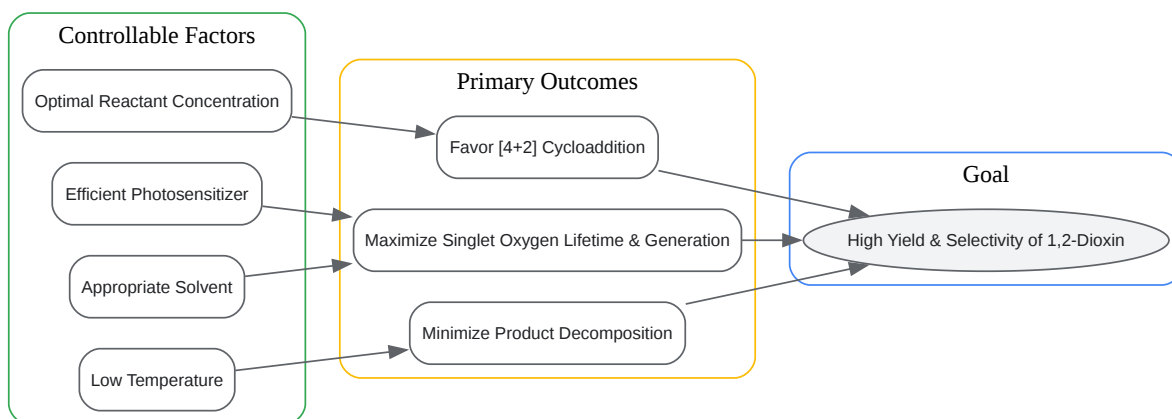 Controllable Factors
Optimal Reactant Concentration
Efficient Photosensitizer
Appropriate Solvent
Low Temperature
Primary Outcomes
Favor [4+2] Cycloaddition
Maximize Singlet Oxygen Lifetime & Generation
Minimize Product Decomposition
Goal
High Yield & Selectivity of 1,2-Dioxin